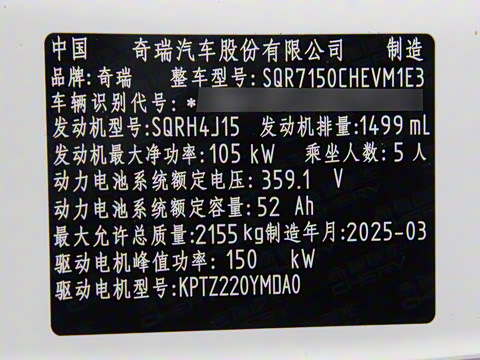 中国 奇瑞汽车股份有限公司 制造
品牌:奇瑞 整车型号:SQR7150CHEVM1E3
车辆识别代号:*
发动机型号:SQRH4J15 发动机排量:1499 mL
发动机最大净功率:105 kW 乘坐人数:5 人
动力电池系统额定电压:359.1 V
动力电池系统额定容量:52 Ah
最大允许总质量:2155 kg 制造年月:2025-03
驱动电机峰值功率:150 kW
驱动电机型号:KPTZ220YMDA0